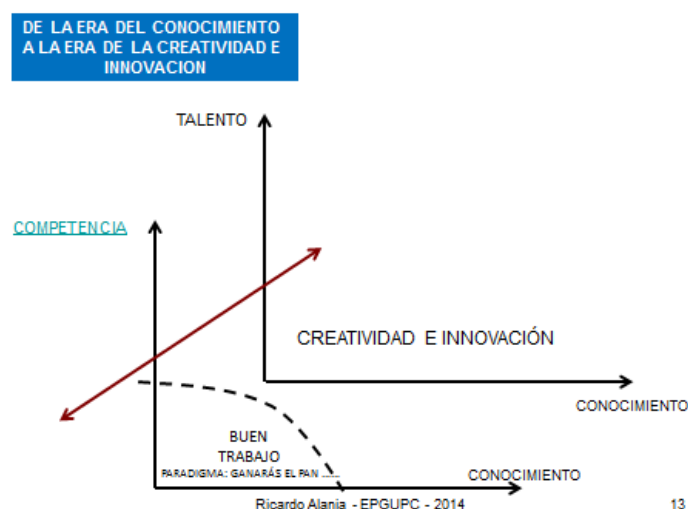 DE LA ERA DEL CONOCIMIENTO
A LA ERA DE LA CREATIVIDAD E
INNOVACION
TALENTO
COMPETENCIA
CREATIVIDAD E INNOVACIÓN
CONOCIMIENTO
BUEN
TRABAJO
PARADIGMA: GANARÁS EL PAN ......
CONOCIMIENTO
Ricardo Alania - EPGUPC - 2014
13